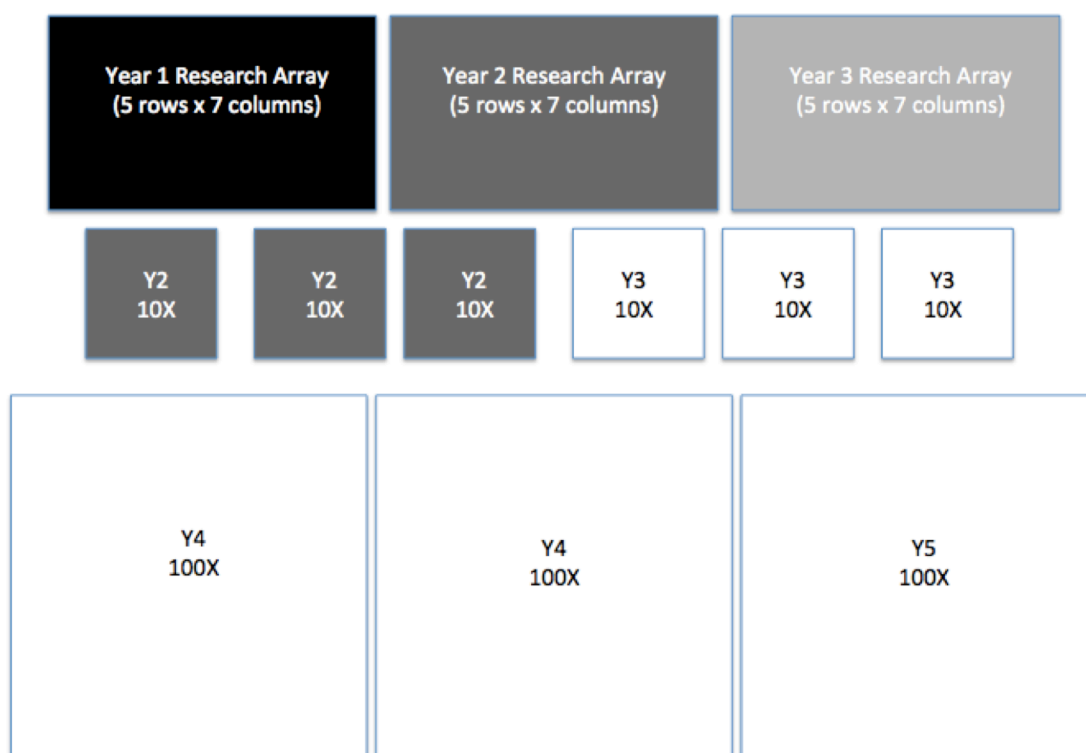 Year 1 Research Array
(5 rows x 7 columns)
Year 2 Research Array
(5 rows x 7 columns)
Year 3 Research Array
(5 rows x 7 columns)
Y2
10X
Y2
10X
Y2
10X
Y3
10X
Y3
10X
Y3
10X
Y4
100X
Y4
100X
Y5
100X